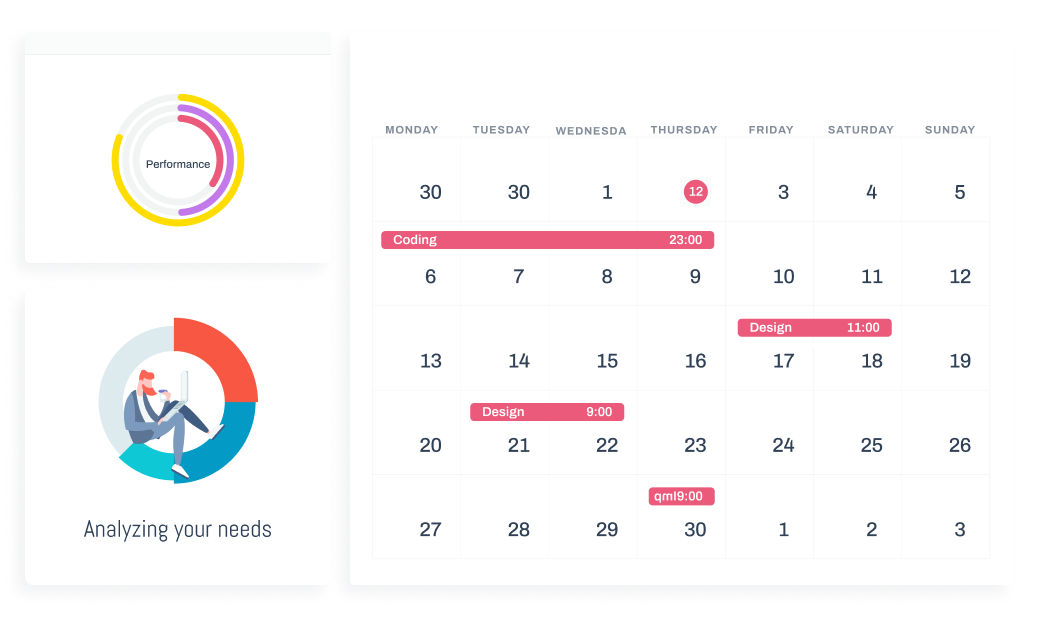 Performance
Analyzing your needs
MONDAY TUESDAY WEDNESDA THURSDAY FRIDAY SATURDAY SUNDAY
30 30 1 12 3 4 5
Coding 23:00
6 7 8 9 10 11 12
Design 11:00
13 14 15 16 17 18 19
Design 9:00
20 21 22 23 24 25 26
qml9:00
27 28 29 30 1 2 3